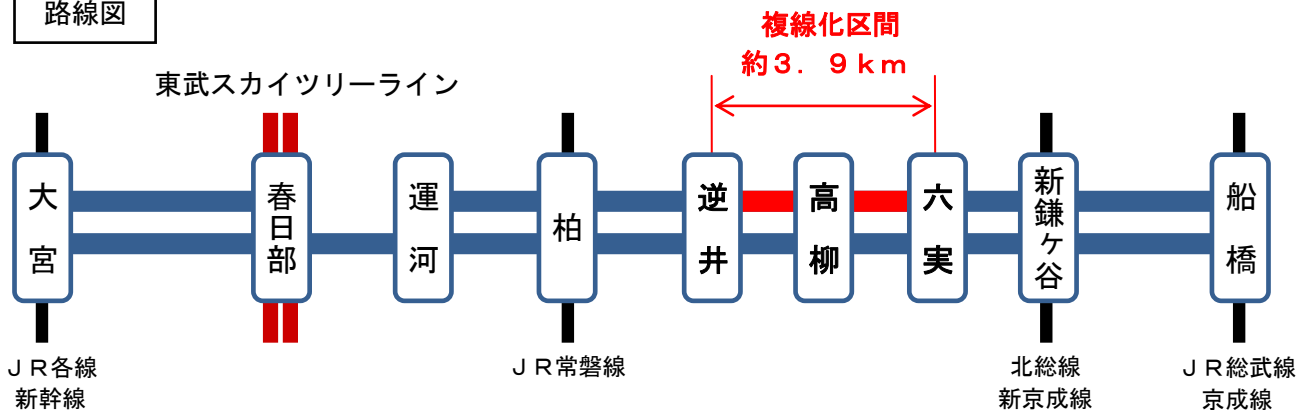 路線図
複線化区間
約３．９ｋｍ
東武スカイツリーライン
大宮
春日部
運河
柏
逆井
高柳
六実
新鎌ヶ谷
船橋
ＪＲ各線
新幹線
ＪＲ常磐線
北総線
新京成線
ＪＲ総武線
京成線